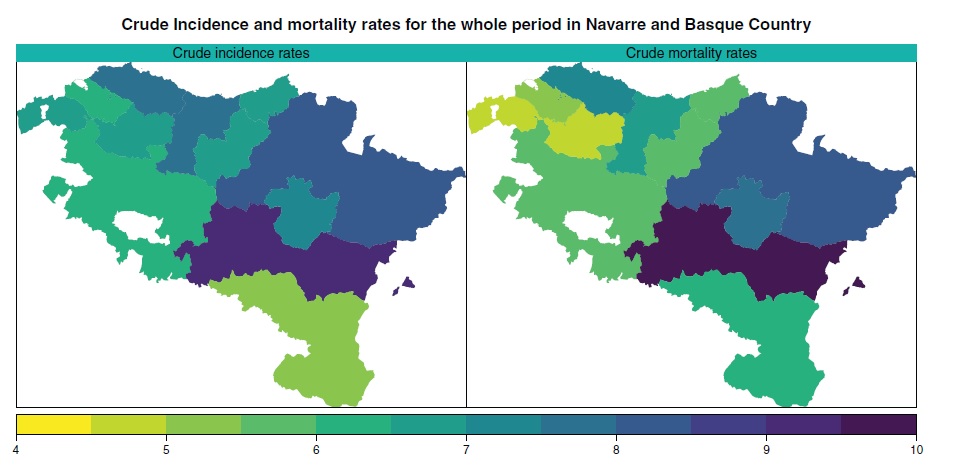 Crude Incidence and mortality rates for the whole period in Navarre and Basque Country
Crude incidence rates
Crude mortality rates
4 5 6 7 8 9 10